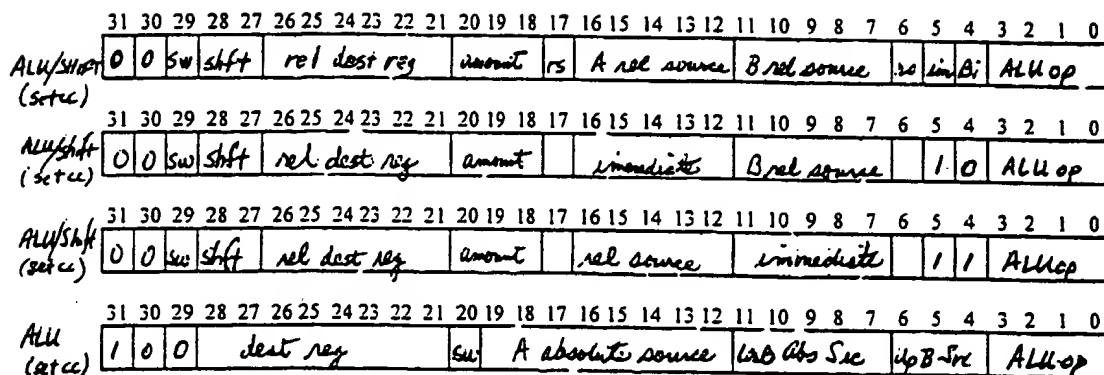 31 30 29 28 27 26 25 24 23 22 21 20 19 18 17 16 15 14 13 12 11 10 9 8 7 6 5 4 3 2 1 0
ALU/Shift 0 0 sw shft rel dest reg amount rs A rel source B rel source im Bi ALU op
(setcc)
31 30 29 28 27 26 25 24 23 22 21 20 19 18 17 16 15 14 13 12 11 10 9 8 7 6 5 4 3 2 1 0
ALU/Shift 0 0 sw shft rel dest reg amount immediate B rel source 1 0 ALU op
(setcc)
31 30 29 28 27 26 25 24 23 22 21 20 19 18 17 16 15 14 13 12 11 10 9 8 7 6 5 4 3 2 1 0
ALU/Shft 0 0 sw shft rel dest reg amount rel source immediate 1 1 ALU op
(setcc)
31 30 29 28 27 26 25 24 23 22 21 20 19 18 17 16 15 14 13 12 11 10 9 8 7 6 5 4 3 2 1 0
ALU 1 0 0 dest reg sw A absolute source B Abs Src B-Src ALU-op
(setcc)